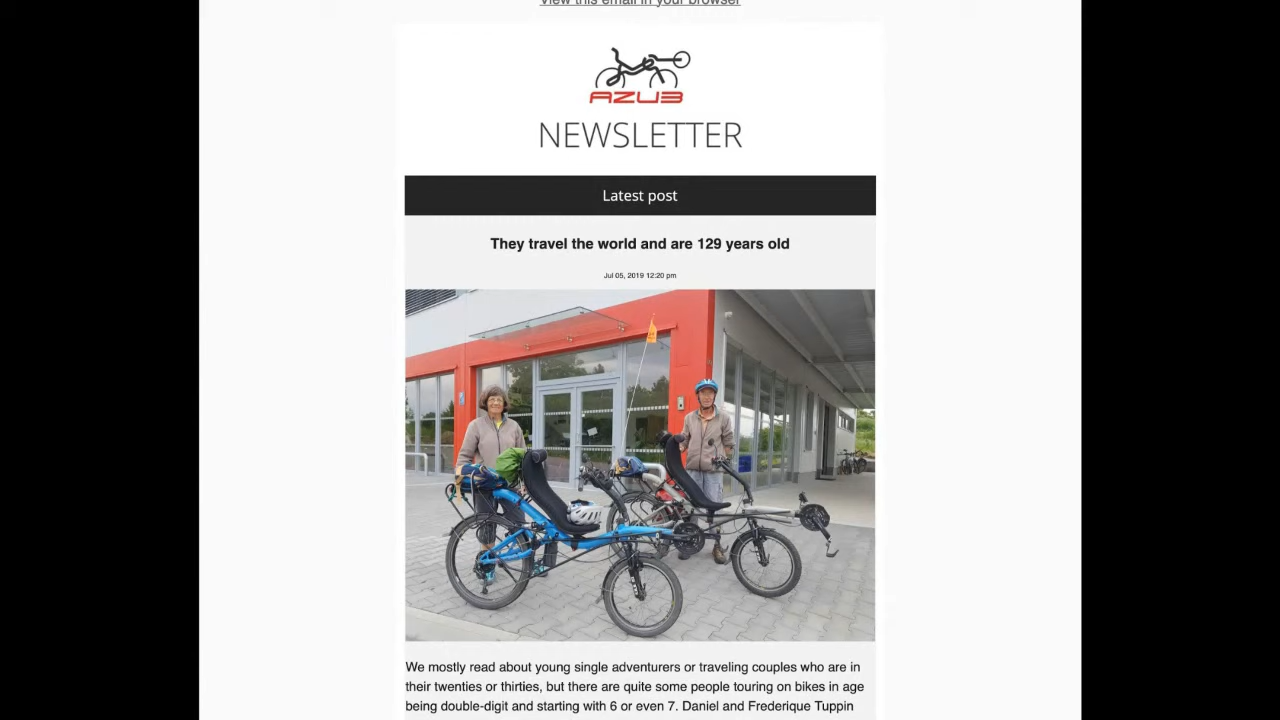 View this email in your browser
AZUB
NEWSLETTER
Latest post
They travel the world and are 129 years old
Jul 05, 2019 12:20 pm
We mostly read about young single adventurers or traveling couples who are in
their twenties or thirties, but there are quite some people touring on bikes in age
being double-digit and starting with 6 or even 7. Daniel and Frederique Tuppin